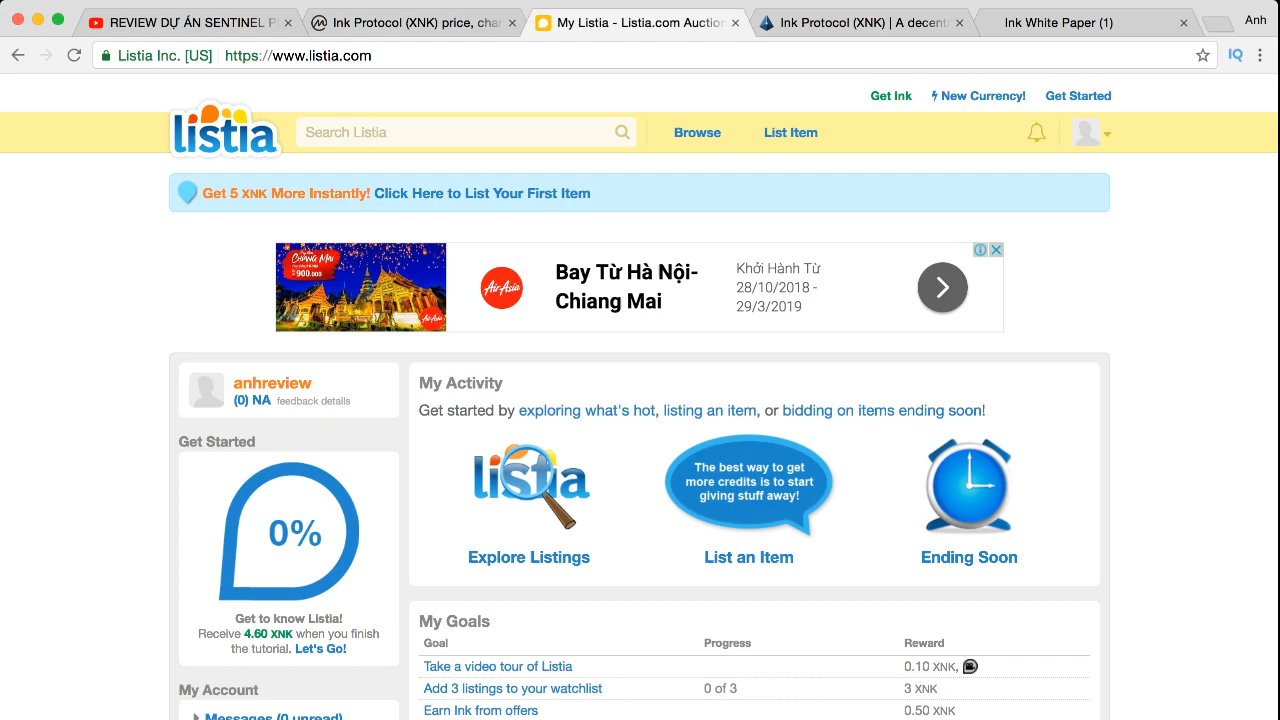 REVIEW DỰ ÁN SENTINEL P
Ink Protocol (XNK) price, char
My Listia - Listia.com Auction
Ink Protocol (XNK) | A decentr
Ink White Paper (1)
Anh
Listia Inc. [US]
https://www.listia.com
IQ
Get Ink
New Currency!
Get Started
listia
Search Listia
Browse
List Item
Get 5 XNK More Instantly! Click Here to List Your First Item
900.000
AirAsia
Bay Từ Hà Nội-
Chiang Mai
Khởi Hành Từ
28/10/2018 -
29/3/2019
anhreview
(0) NA feedback details
Get Started
0%
Get to know Listia!
Receive 4.60 XNK when you finish
the tutorial. Let's Go!
My Account
Messages (0 unread)
My Activity
Get started by exploring what's hot, listing an item, or bidding on items ending soon!
listia
The best way to get
more credits is to start
giving stuff away!
Explore Listings
List an Item
Ending Soon
My Goals
Goal Progress Reward
Take a video tour of Listia 0.10 XNK,
Add 3 listings to your watchlist 0 of 3 3 XNK
Earn Ink from offers 0.50 XNK